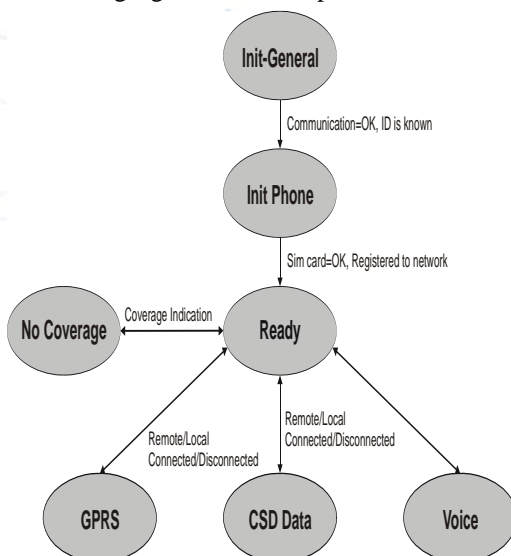 Init-General
Communication=OK, ID is known
Init Phone
Sim card=OK, Registered to network
No Coverage
Coverage Indication
Ready
Remote/Local
Connected/Disconnected
Remote/Local
Connected/Disconnected
GPRS
CSD Data
Voice